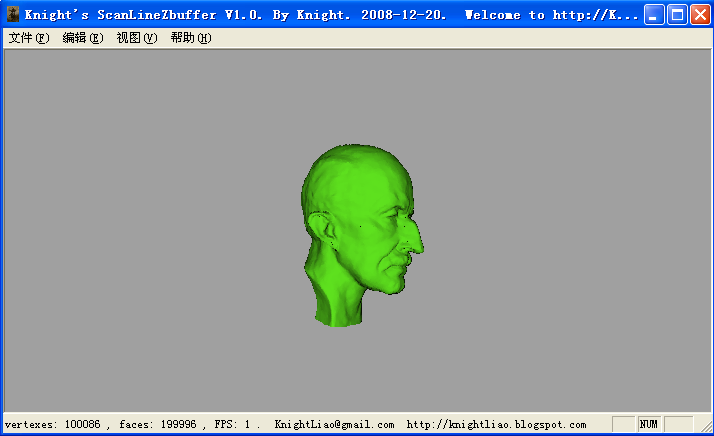 Knight's ScanLineZbuffer V1.0. By Knight. 2008-12-20.  Welcome to http://K...
文件(F) 编辑(E) 视图(V) 帮助(H)
vertexes: 100086 , faces: 199996 , FPS: 1 .  KnightLiao@gmail.com  http://knightliao.blogspot.com NUM